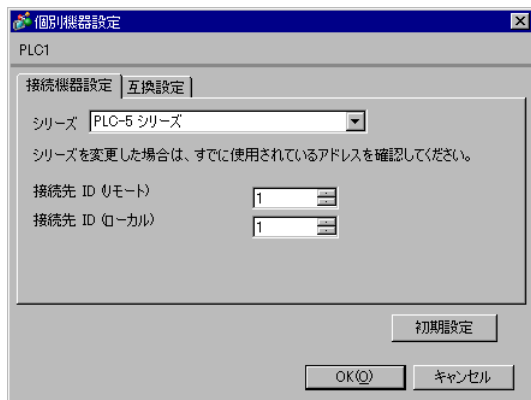 個別機器設定
PLC1
接続機器設定 互換設定
シリーズ PLC-5 シリーズ
シリーズを変更した場合は、すでに使用されているアドレスを確認してください。
接続先 ID (リモート) 1
接続先 ID (ローカル) 1
初期設定
OK(O) キャンセル